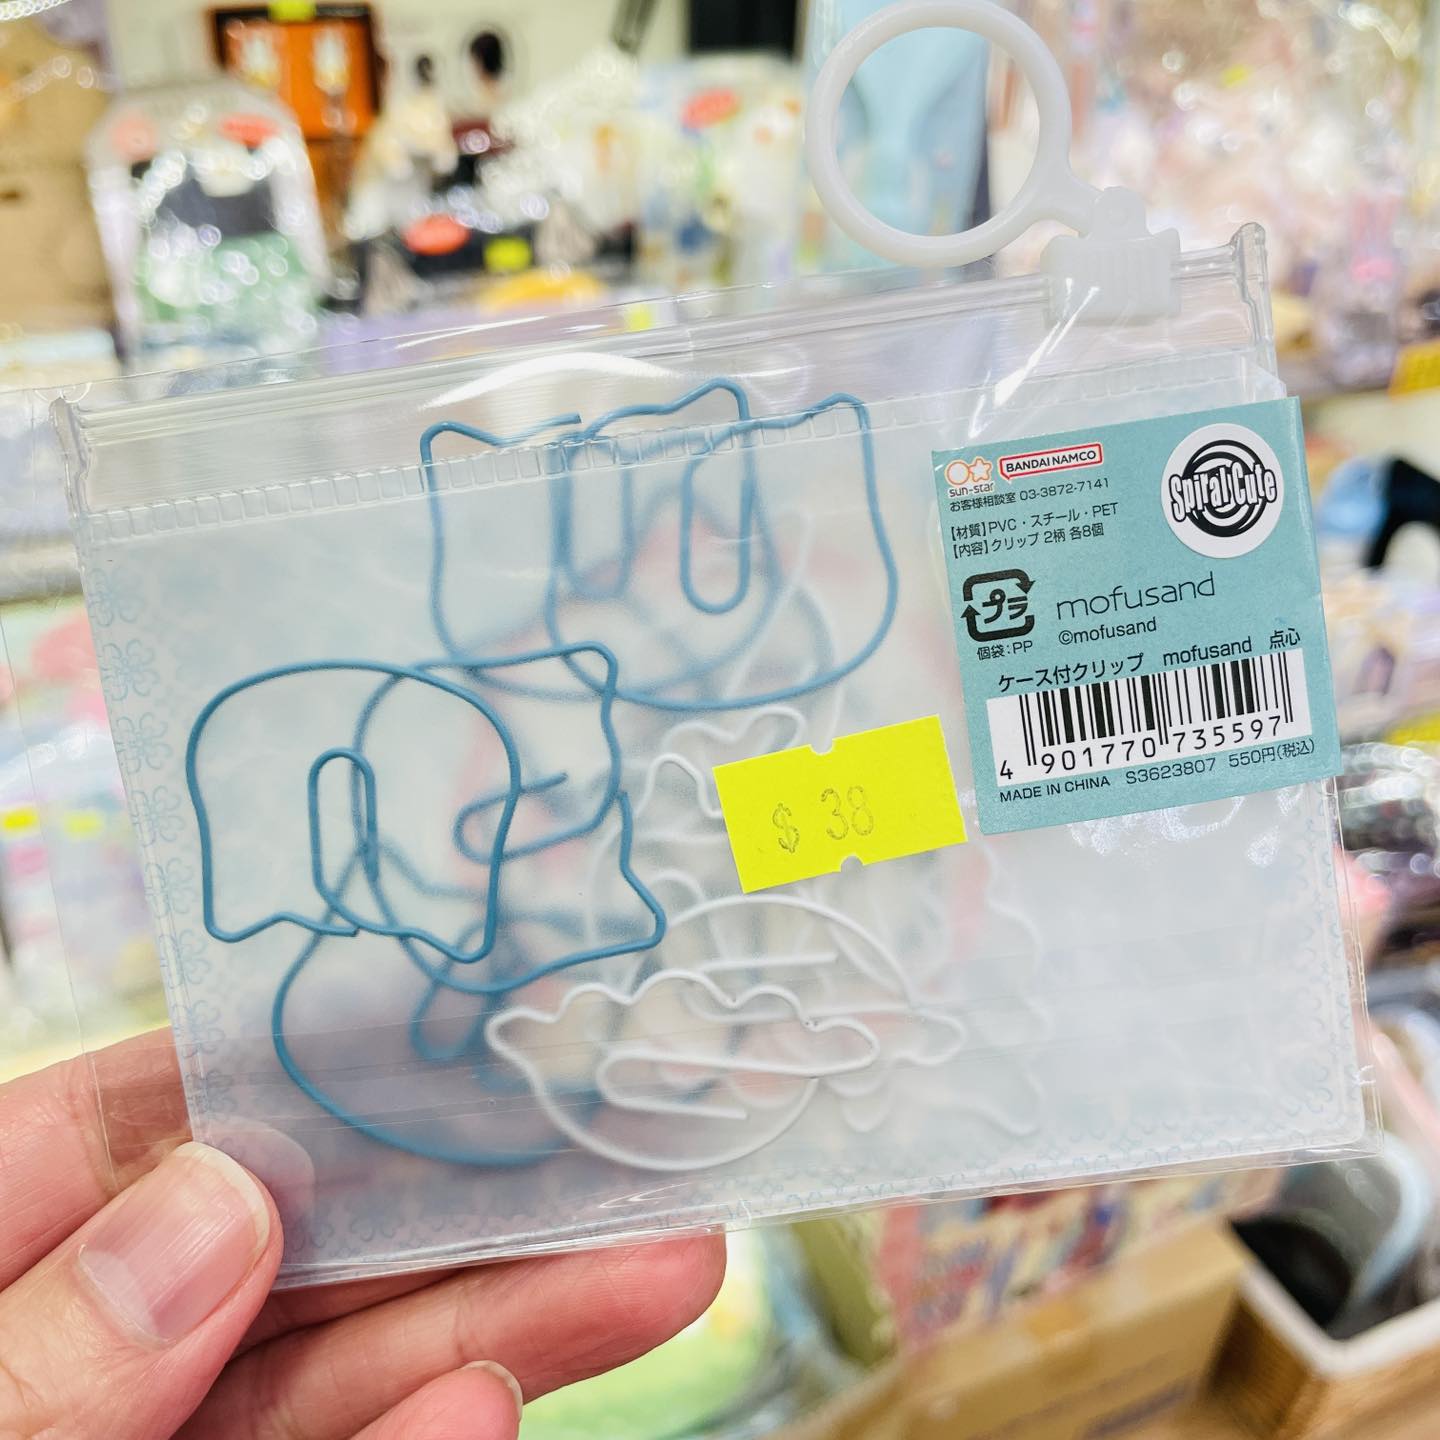 sun-star
BANDAI NAMCO
お客様相談室 03-3872-7141
【材質】PVC・スチール・PET
【内容】クリップ 2柄 各8個
Spiral Cute
プラ
個袋:PP
mofusand
©mofusand
ケース付クリップ mofusand 点心
4 901770 735597
MADE IN CHINA S3623807 550円(税込)
$ 38